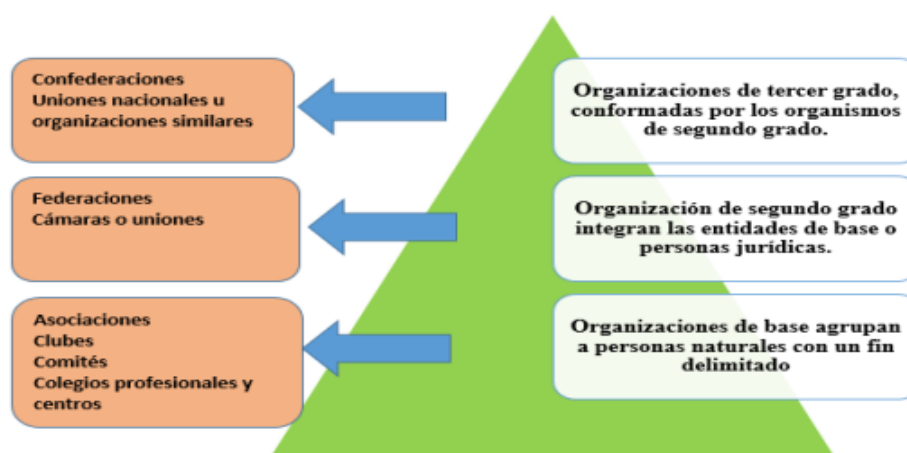 Confederaciones
Uniones nacionales u
organizaciones similares
Organizaciones de tercer grado,
conformadas por los organismos
de segundo grado.
Federaciones
Cámaras o uniones
Organización de segundo grado
integran las entidades de base o
personas jurídicas.
Asociaciones
Clubes
Comités
Colegios profesionales y
centros
Organizaciones de base agrupan
a personas naturales con un fin
delimitado